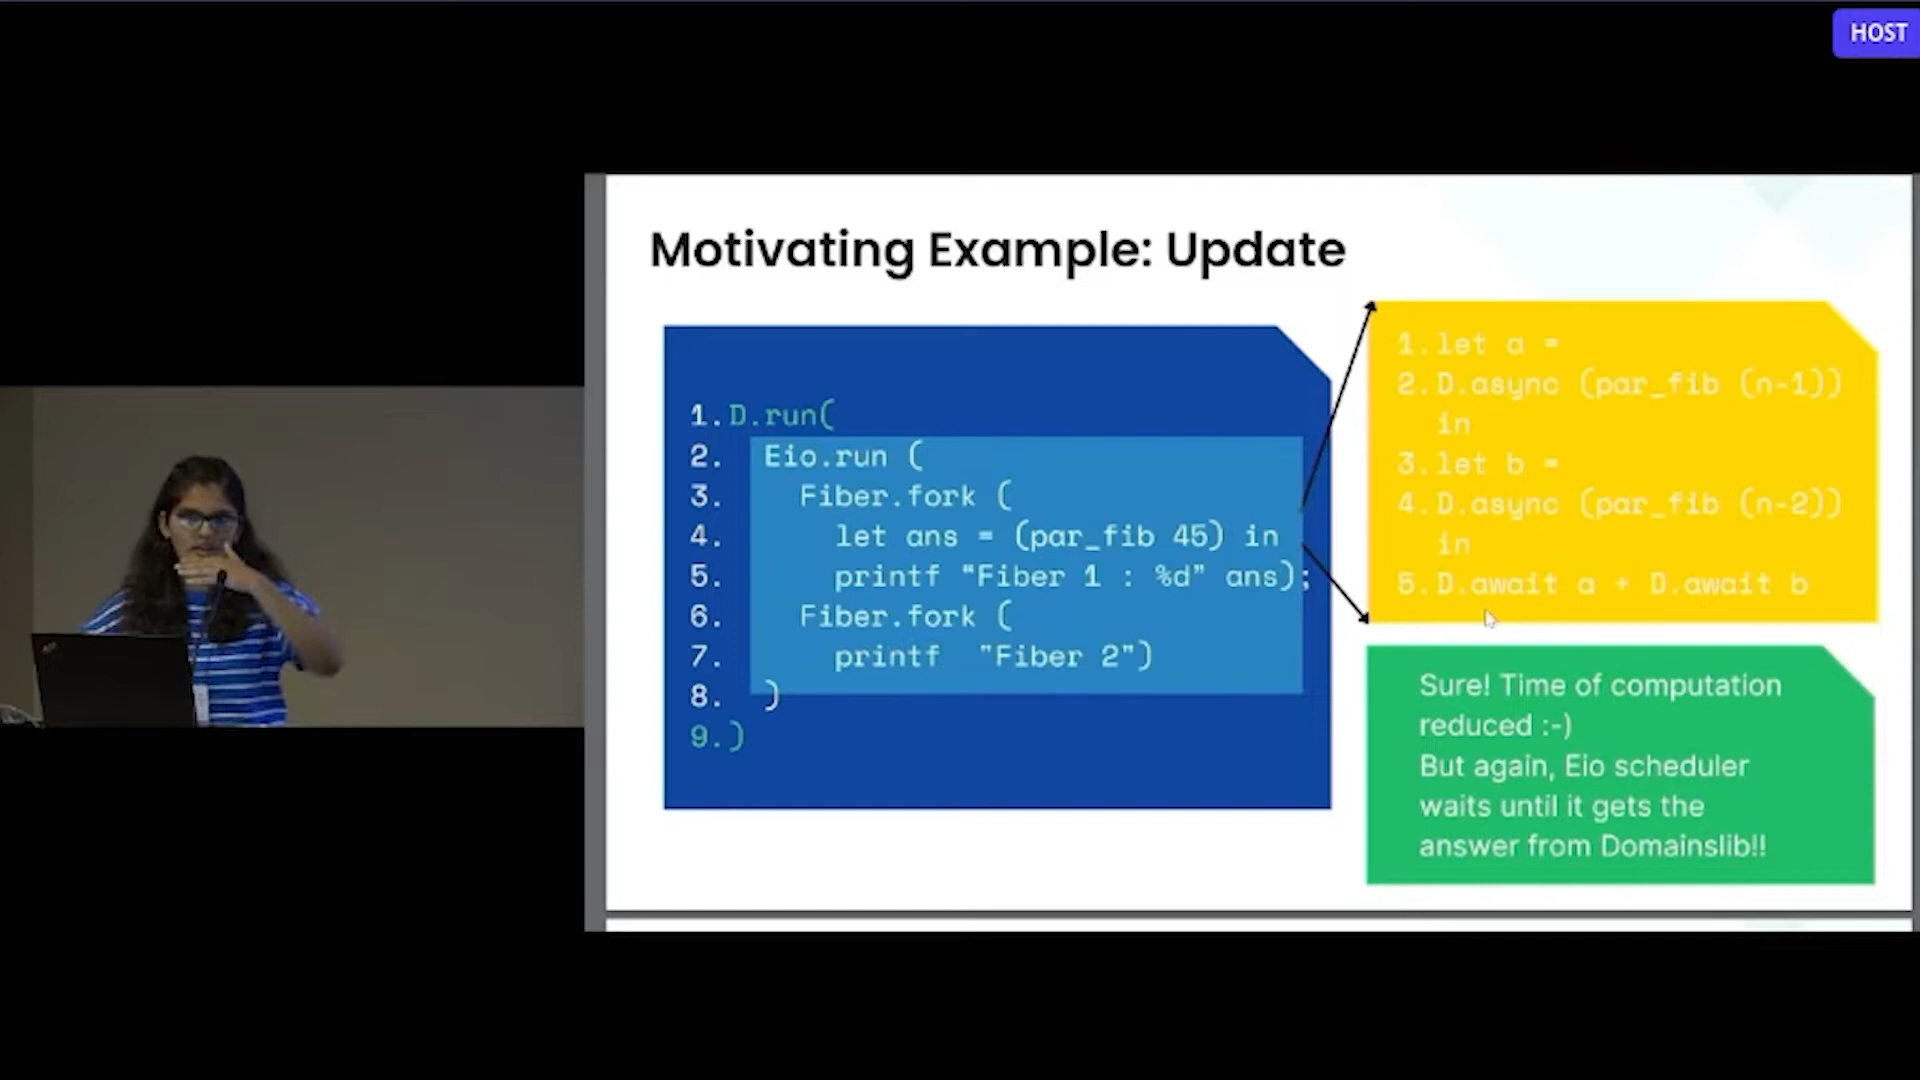 HOST
Motivating Example: Update
1. D.run(
2. Eio.run (
3. Fiber.fork (
4. let ans = (par_fib 45) in
5. printf “Fiber 1 : %d” ans);
6. Fiber.fork (
7. printf "Fiber 2")
8. )
9. )
1. let a =
2. D.async (par_fib (n-1))
in
3. let b =
4. D.async (par_fib (n-2))
in
5. D.await a + D.await b
Sure! Time of computation
reduced :-)
But again, Eio scheduler
waits until it gets the
answer from Domainslib!!